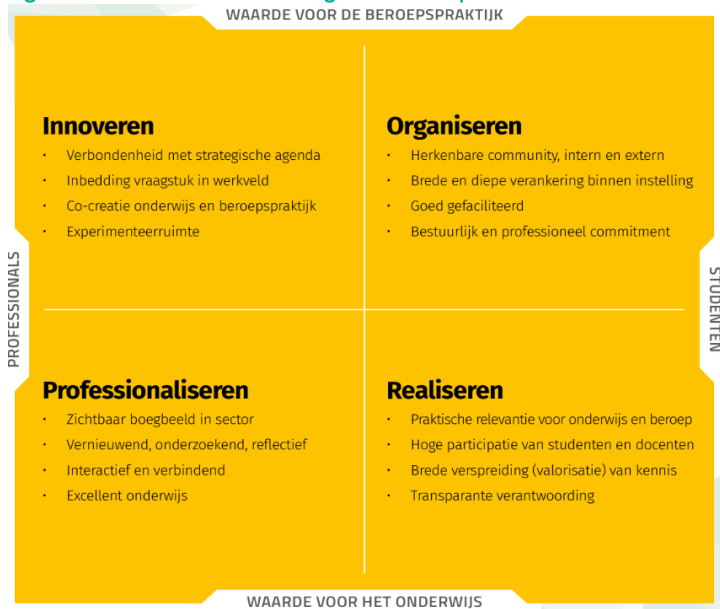 WAARDE VOOR DE BEROEPSPRAKTIJK
Innoveren
· Verbondenheid met strategische agenda
· Inbedding vraagstuk in werkveld
· Co-creatie onderwijs en beroepspraktijk
· Experimenteerruimte
Organiseren
· Herkenbare community, intern en extern
· Brede en diepe verankering binnen instelling
· Goed gefaciliteerd
· Bestuurlijk en professioneel commitment
PROFESSIONALS
STUDENTEN
Professionaliseren
· Zichtbaar boegbeeld in sector
· Vernieuwend, onderzoekend, reflectief
· Interactief en verbindend
· Excellent onderwijs
Realiseren
· Praktische relevantie voor onderwijs en beroep
· Hoge participatie van studenten en docenten
· Brede verspreiding (valorisatie) van kennis
· Transparante verantwoording
WAARDE VOOR HET ONDERWIJS